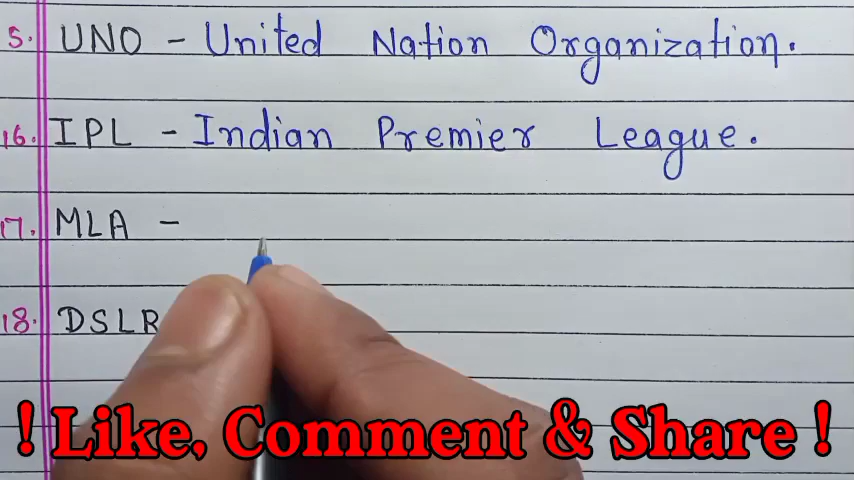 5. UNO - United Nation Organization.
16. IPL - Indian Premier League.
17. MLA -
18. DSLR
! Like, Comment & Share !